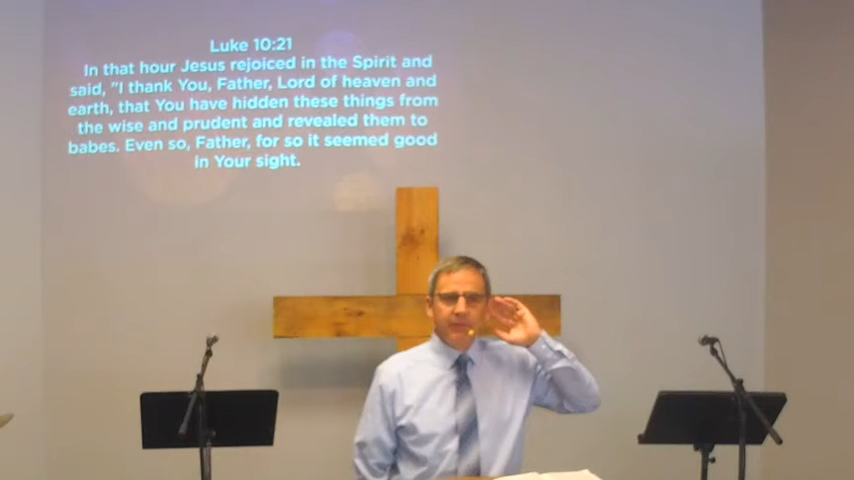 Luke 10:21
In that hour Jesus rejoiced in the Spirit and
said, "I thank You, Father, Lord of heaven and
earth, that You have hidden these things from
the wise and prudent and revealed them to
babes. Even so, Father, for so it seemed good
in Your sight.